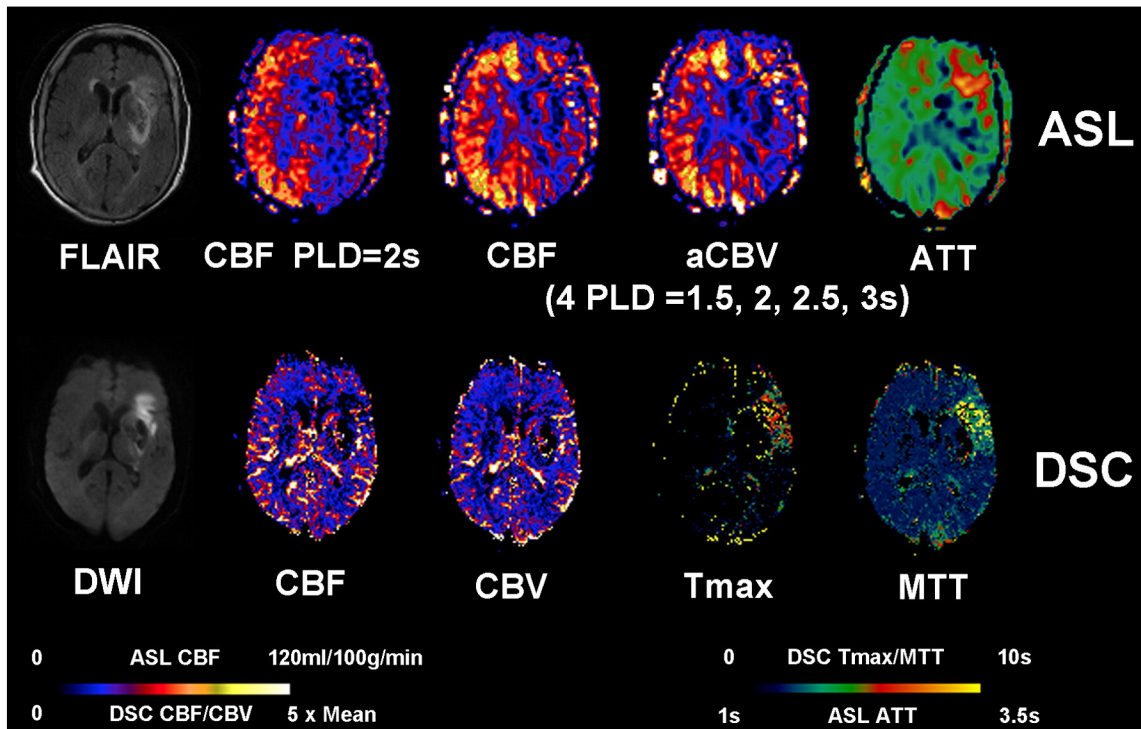 ASL
FLAIR CBF PLD=2s CBF aCBV ATT
(4 PLD =1.5, 2, 2.5, 3s)
DSC
DWI CBF CBV Tmax MTT
0 ASL CBF 120ml/100g/min 0 DSC Tmax/MTT 10s
0 DSC CBF/CBV 5 x Mean 1s ASL ATT 3.5s